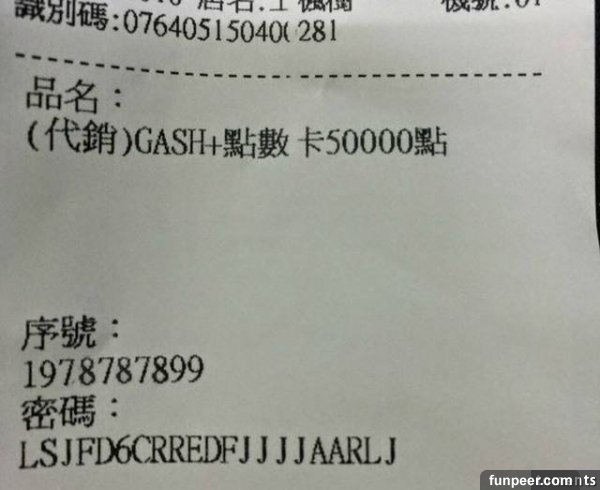 識別碼:07640515040(281
品名：
(代銷)GASH+點數 卡50000點
序號：
1978787899
密碼：
LSJFD6CRREDFJJJJAARLJ
funpeer.com